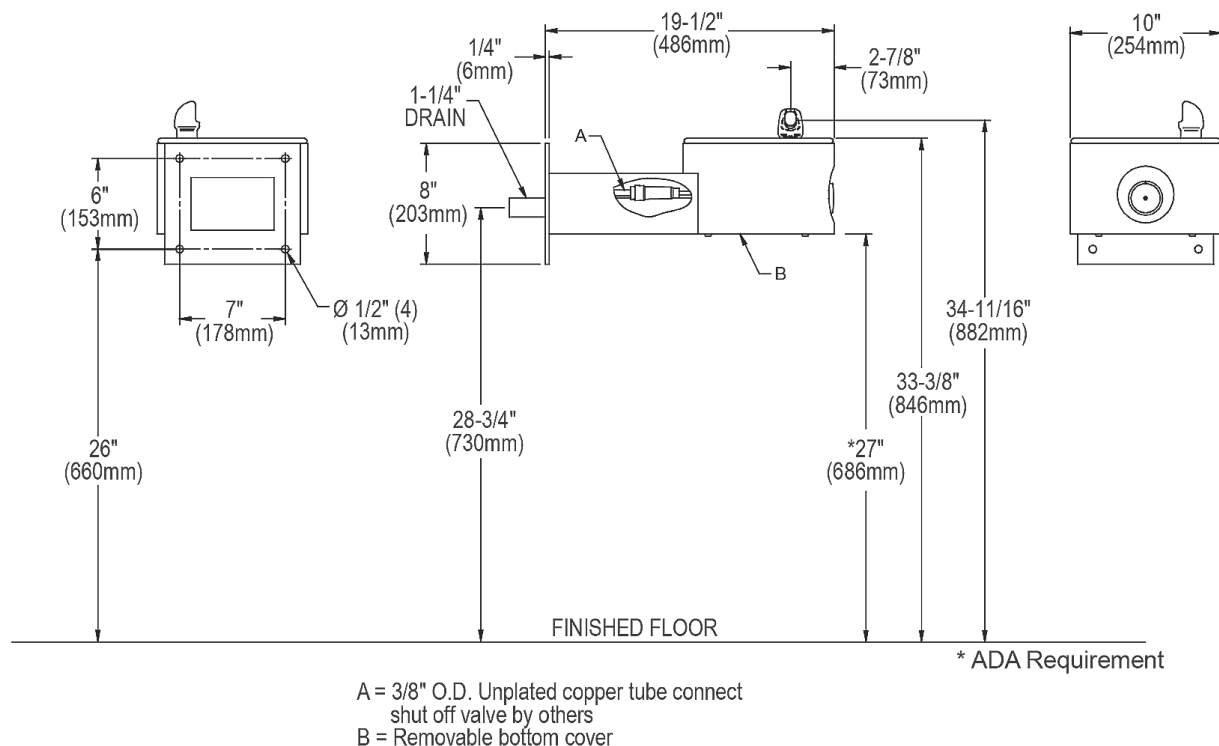 19-1/2"
(486mm)
10"
(254mm)
1/4"
(6mm)
2-7/8"
(73mm)
1-1/4"
DRAIN
A
6"
(153mm)
8"
(203mm)
B
7"
(178mm)
Ø 1/2" (4)
(13mm)
34-11/16"
(882mm)
33-3/8"
(846mm)
28-3/4"
(730mm)
26"
(660mm)
*27"
(686mm)
FINISHED FLOOR
* ADA Requirement
A = 3/8" O.D. Unplated copper tube connect
shut off valve by others
B = Removable bottom cover